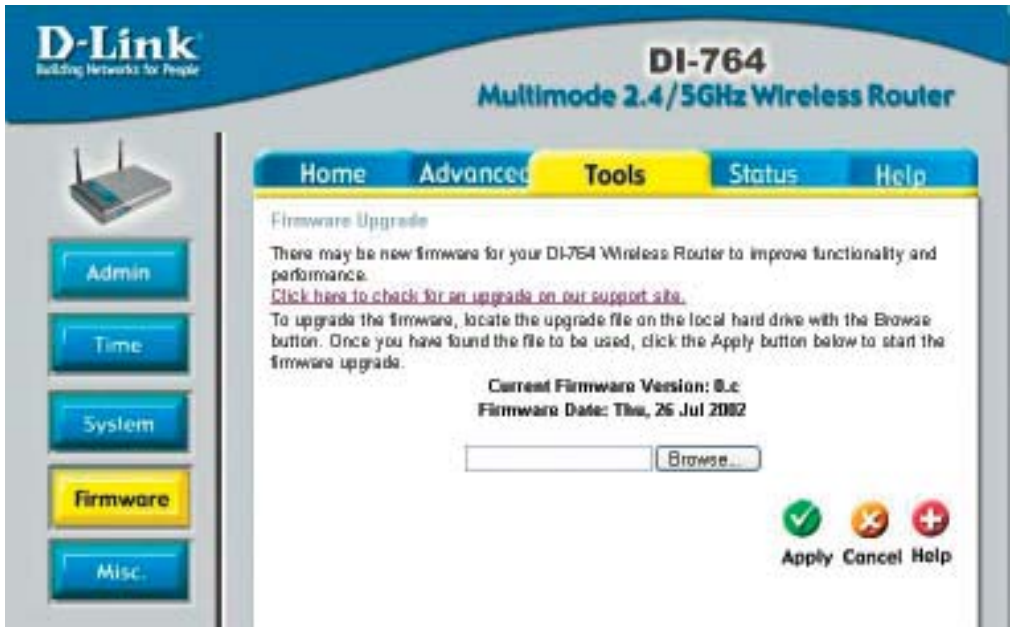 D-Link
Building Networks for People
DI-764
Multimode 2.4/5GHz Wireless Router
Home Advanced Tools Status Help
Admin
Time
System
Firmware
Misc.
Firmware Upgrade
There may be new firmware for your DI-764 Wireless Router to improve functionality and
performance.
Click here to check for an upgrade on our support site.
To upgrade the firmware, locate the upgrade file on the local hard drive with the Browse
button. Once you have found the file to be used, click the Apply button below to start the
firmware upgrade.
Current Firmware Version: 0.c
Firmware Date: Thu, 26 Jul 2002
Browse...
Apply Cancel Help